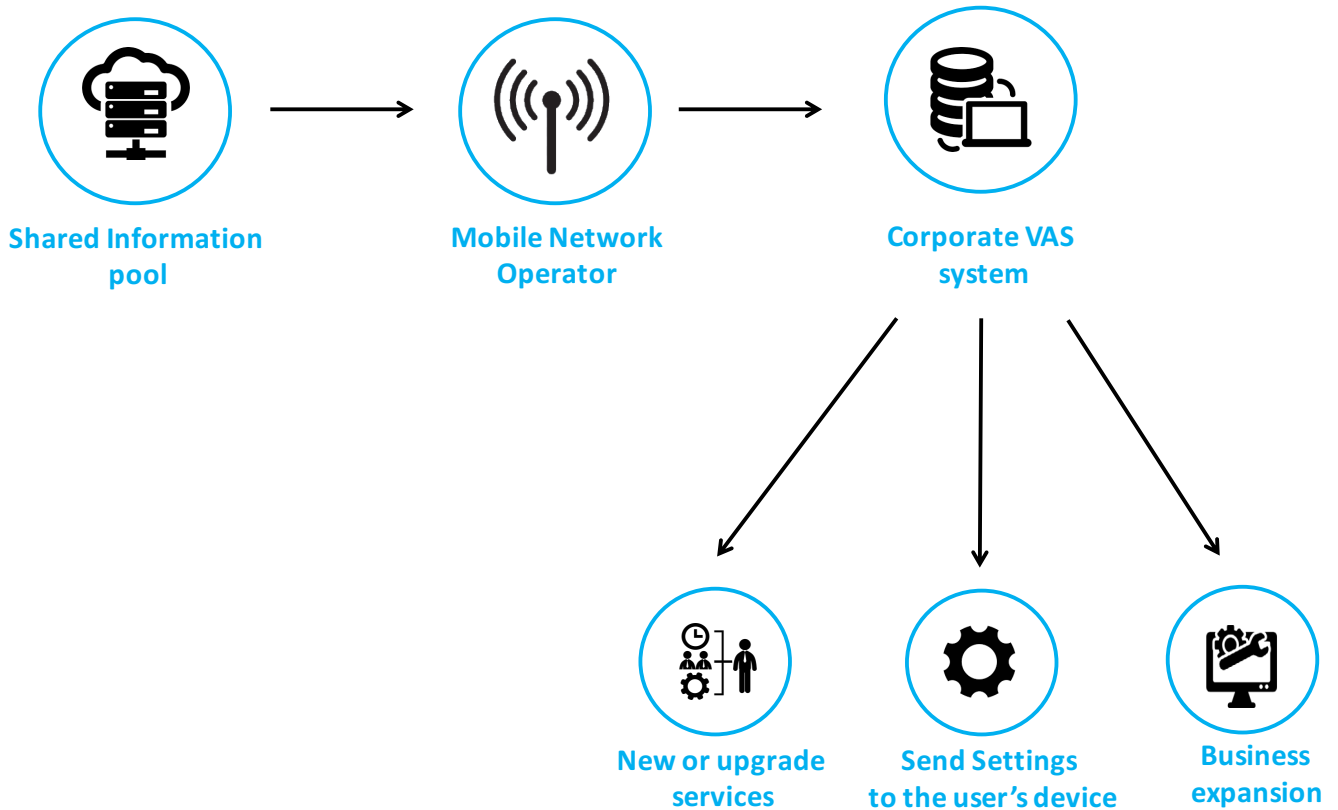 Shared Information
pool
Mobile Network
Operator
Corporate VAS
system
New or upgrade
services
Send Settings
to the user’s device
Business
expansion